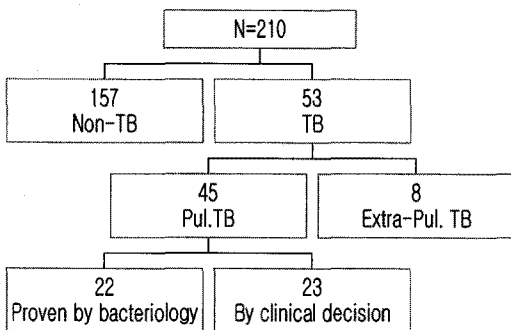 N=210
157
Non-TB
53
TB
45
Pul.TB
8
Extra-Pul. TB
22
Proven by bacteriology
23
By clinical decision